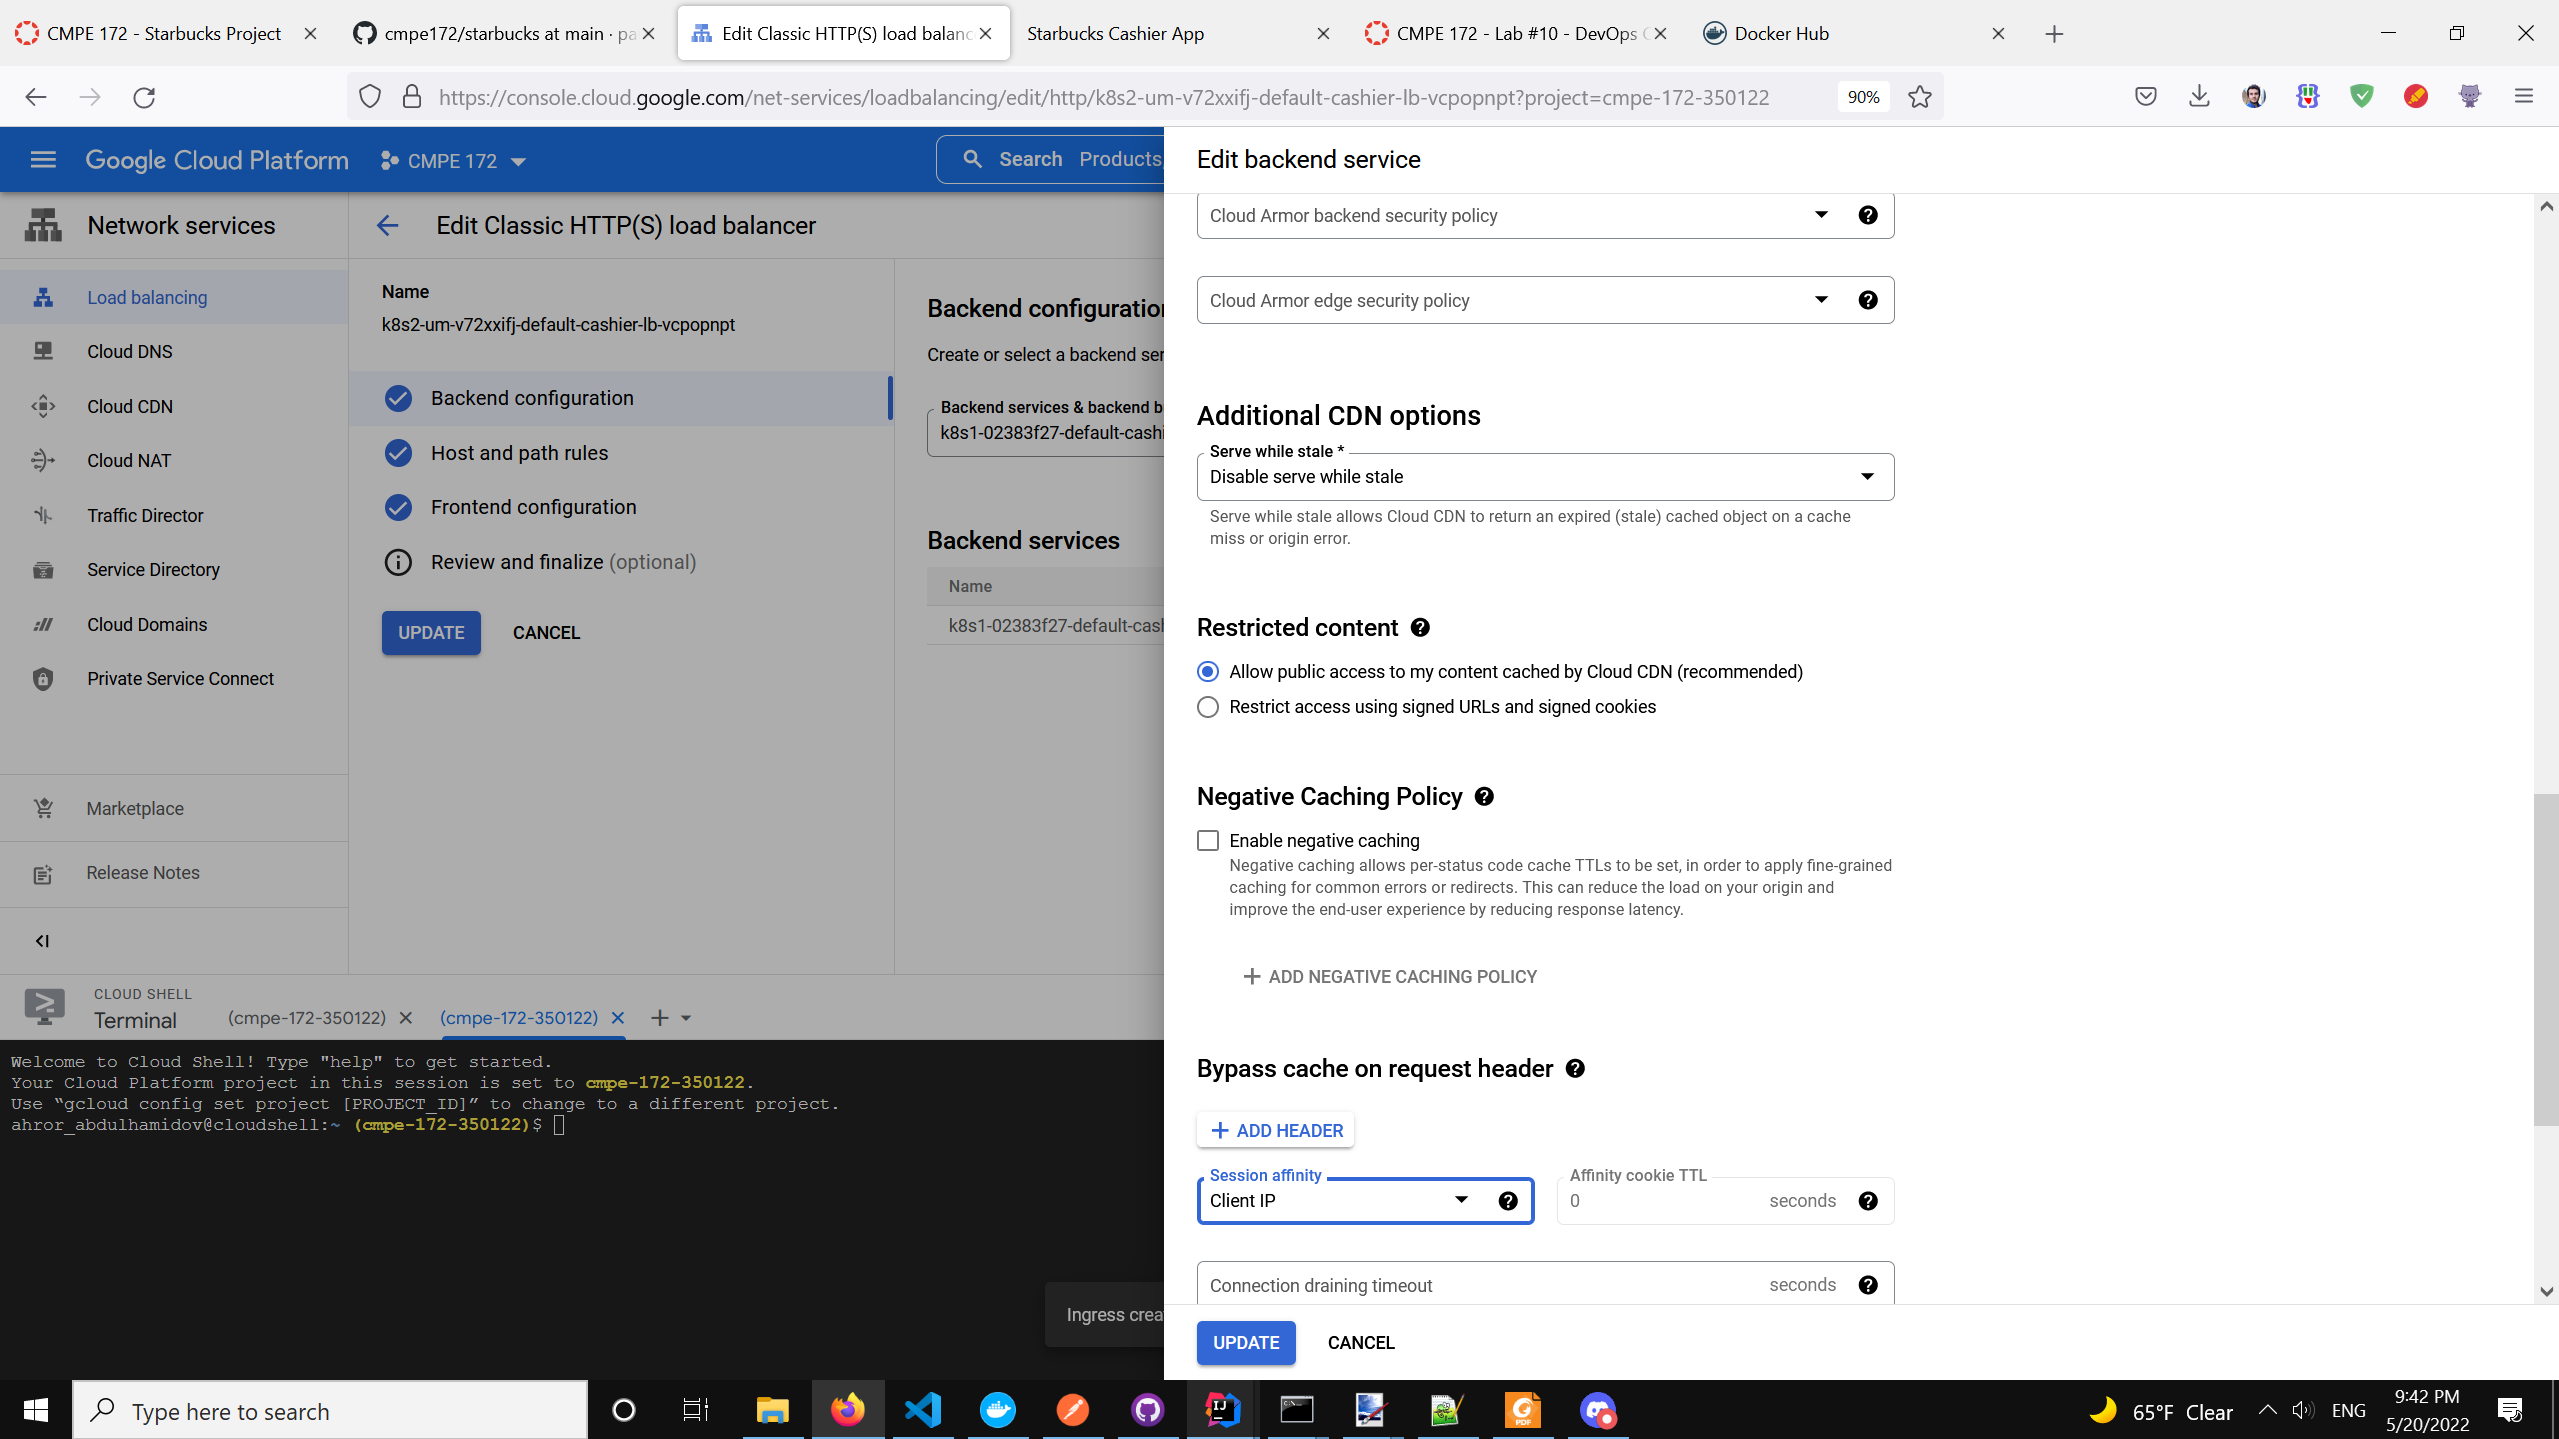 CMPE 172 - Starbucks Project
cmpe172/starbucks at main · pa
Edit Classic HTTP(S) load balanc
Starbucks Cashier App
CMPE 172 - Lab #10 - DevOps
Docker Hub
https://console.cloud.google.com/net-services/loadbalancing/edit/http/k8s2-um-v72xxifj-default-cashier-lb-vcpopnpt?project=cmpe-172-350122
90%
Google Cloud Platform
CMPE 172
Search Products,
Network services
Load balancing
Cloud DNS
Cloud CDN
Cloud NAT
Traffic Director
Service Directory
Cloud Domains
Private Service Connect
Marketplace
Release Notes
Edit Classic HTTP(S) load balancer
Name
k8s2-um-v72xxifj-default-cashier-lb-vcpopnpt
Backend configuration
Host and path rules
Frontend configuration
Review and finalize (optional)
UPDATE
CANCEL
Backend configuration
Create or select a backend ser
Backend services & backend b
k8s1-02383f27-default-cashi
Backend services
Name
k8s1-02383f27-default-cash
Edit backend service
Cloud Armor backend security policy
Cloud Armor edge security policy
Additional CDN options
Serve while stale *
Disable serve while stale
Serve while stale allows Cloud CDN to return an expired (stale) cached object on a cache
miss or origin error.
Restricted content
Allow public access to my content cached by Cloud CDN (recommended)
Restrict access using signed URLs and signed cookies
Negative Caching Policy
Enable negative caching
Negative caching allows per-status code cache TTLs to be set, in order to apply fine-grained
caching for common errors or redirects. This can reduce the load on your origin and
improve the end-user experience by reducing response latency.
ADD NEGATIVE CACHING POLICY
Bypass cache on request header
ADD HEADER
Session affinity
Client IP
Affinity cookie TTL
0 seconds
Connection draining timeout seconds
UPDATE
CANCEL
CLOUD SHELL
Terminal
(cmpe-172-350122)
(cmpe-172-350122)
Welcome to Cloud Shell! Type "help" to get started.
Your Cloud Platform project in this session is set to cmpe-172-350122.
Use “gcloud config set project [PROJECT_ID]” to change to a different project.
ahror_abdulhamidov@cloudshell:~ (cmpe-172-350122)$
Ingress crea
Type here to search
65°F Clear
ENG
9:42 PM
5/20/2022